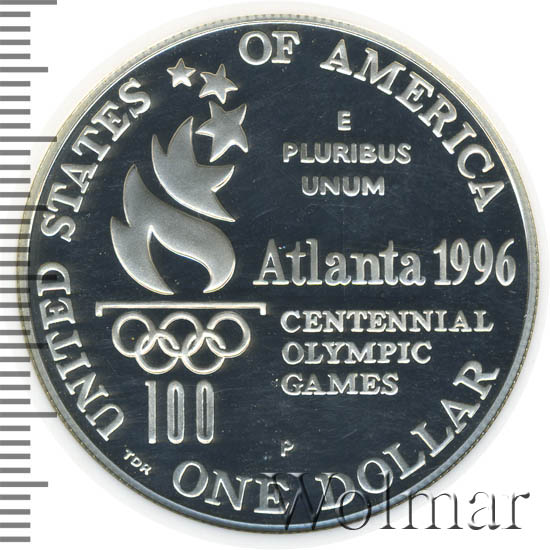 UNITED STATES OF AMERICA
E
PLURIBUS
UNUM
Atlanta 1996
CENTENNIAL
OLYMPIC
GAMES
100
P
TDR
ONE DOLLAR
Wolmar